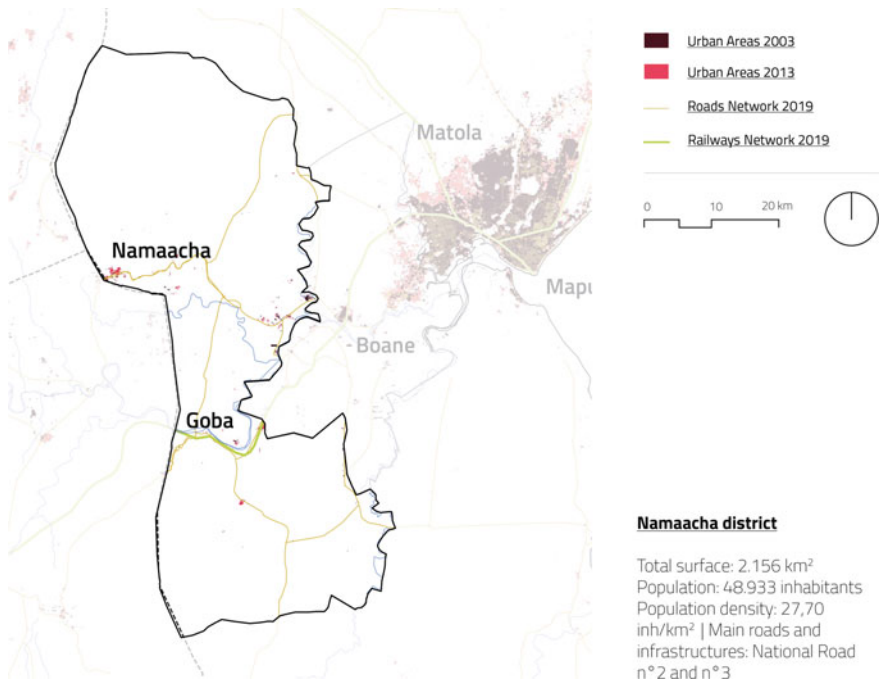 Urban Areas 2003
Urban Areas 2013
Roads Network 2019
Railways Network 2019
0 10 20 km
Matola
Namaacha
Mapu
Boane
Goba
Namaacha district
Total surface: 2.156 km²
Population: 48.933 inhabitants
Population density: 27,70
inh/km² | Main roads and
infrastructures: National Road
n°2 and n°3